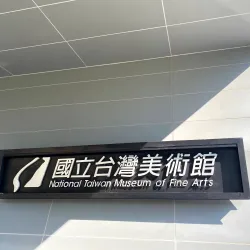 國立台灣美術館
National Taiwan Museum of Fine Arts